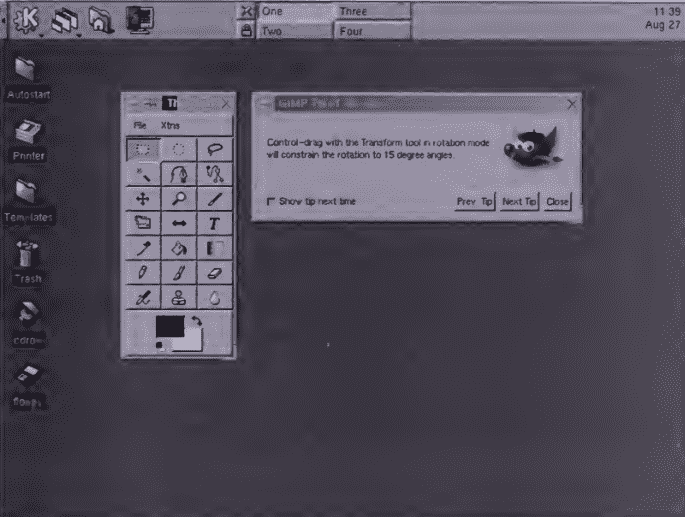 One
Three
11:39
Two
Four
Aug 27
Autostart
Printer
Templates
Trash
File Xtns
GIMP
Control-drag with the Transform tool in rotation mode
will constrain the rotation to 15 degree angles.
Show tip next time
Prev. Tip
Next Tip
Close